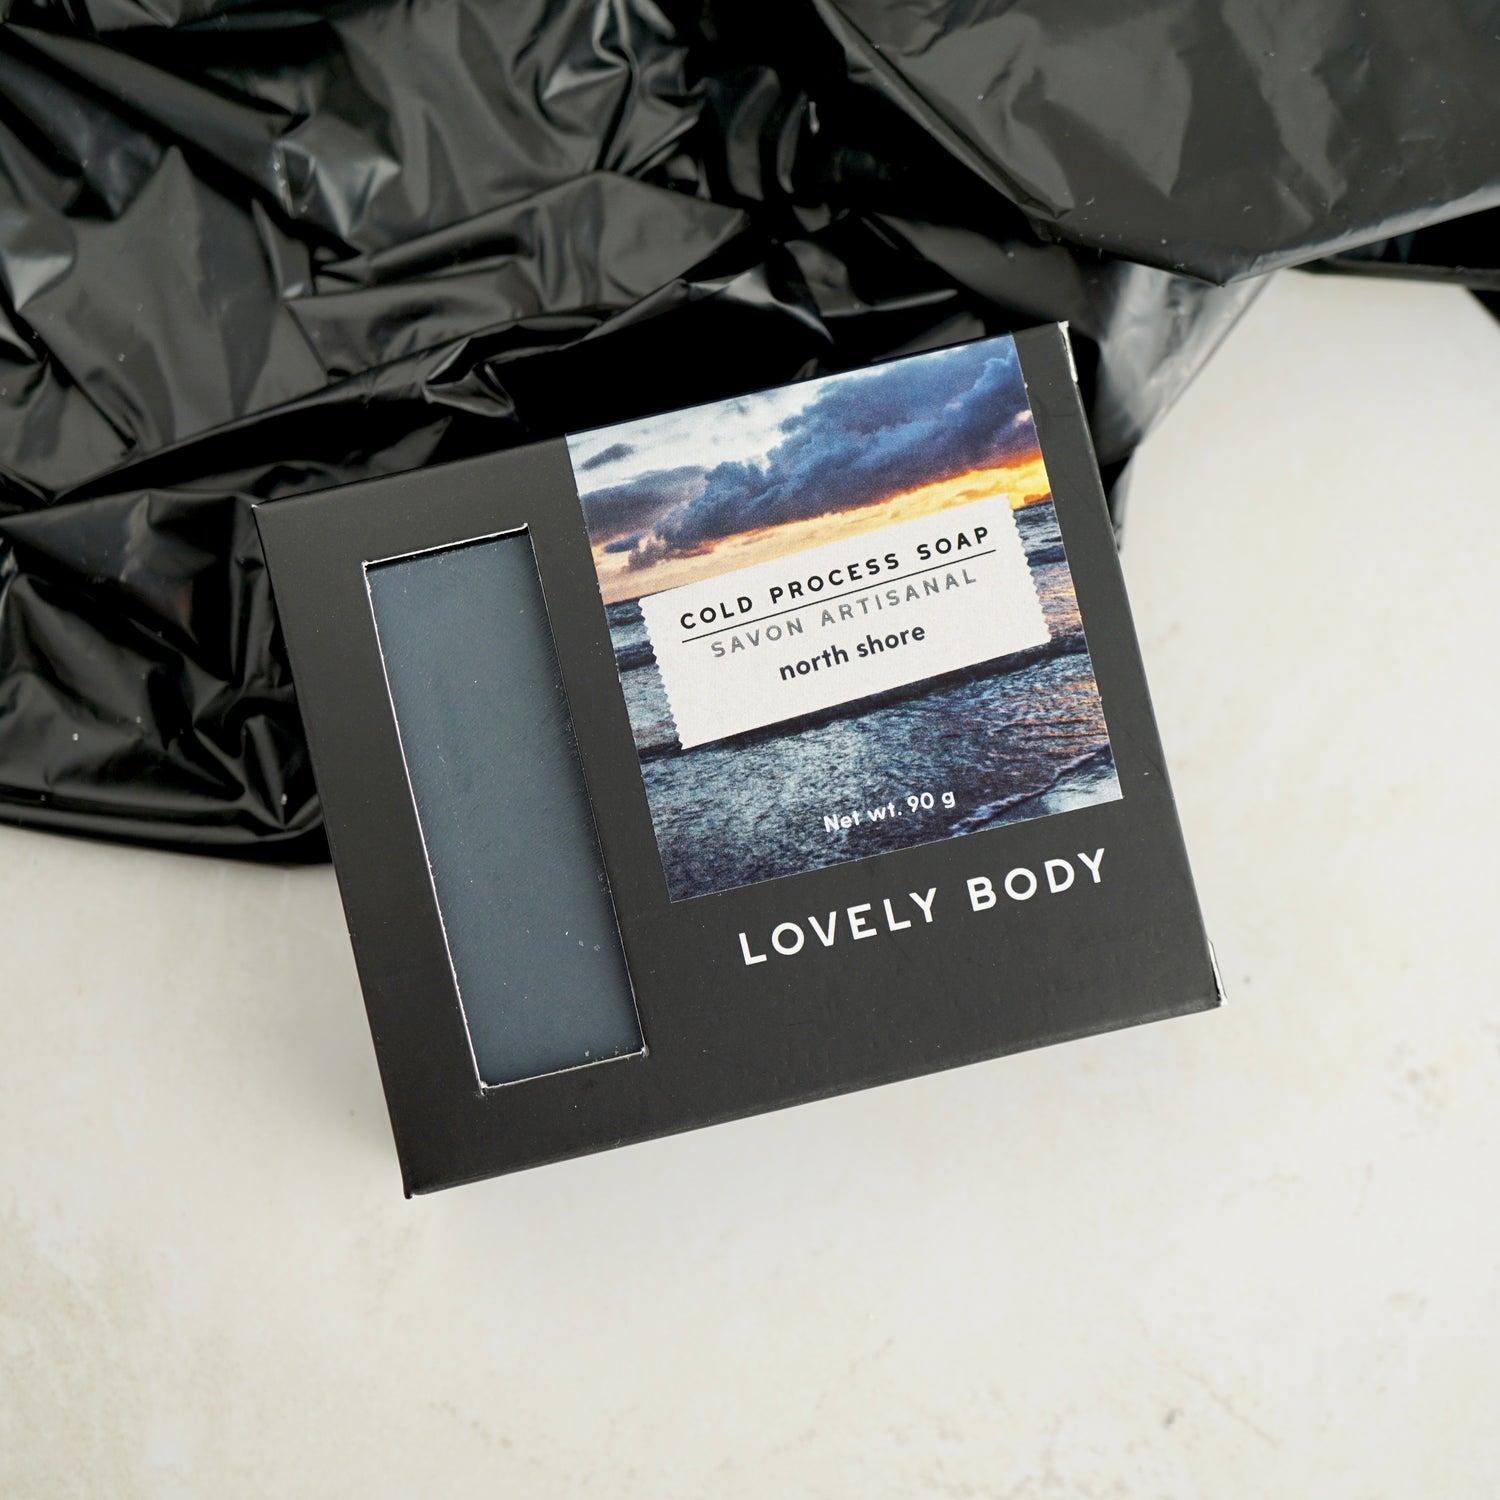 COLD PROCESS SOAP
SAVON ARTISANAL
north shore
Net wt. 90 g
LOVELY BODY